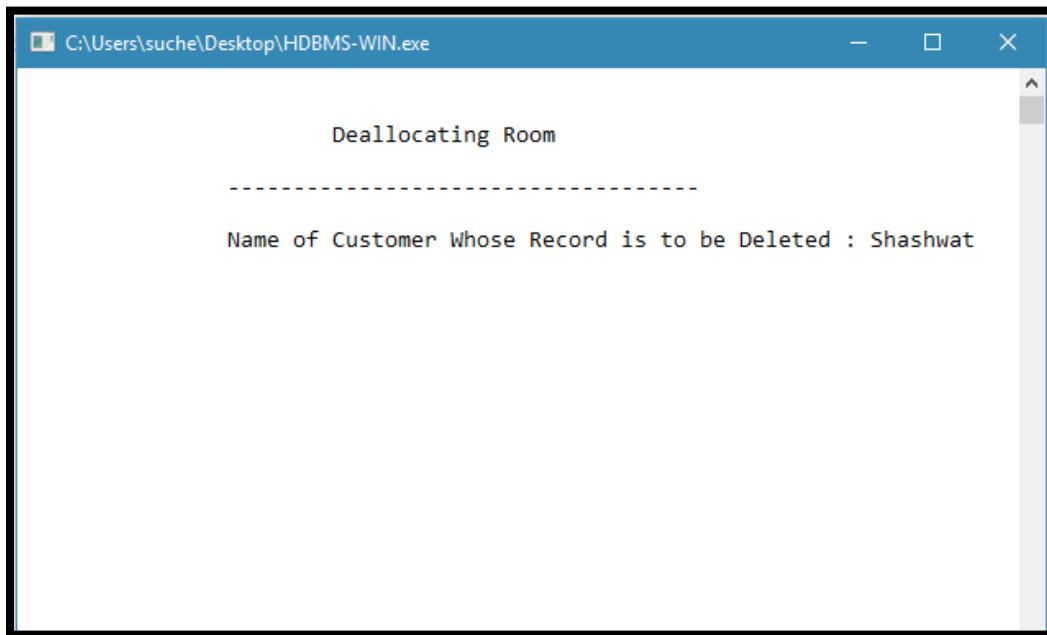 C:\Users\suche\Desktop\HDBMS-WIN.exe
Deallocating Room
------------------------------------
Name of Customer Whose Record is to be Deleted : Shashwat